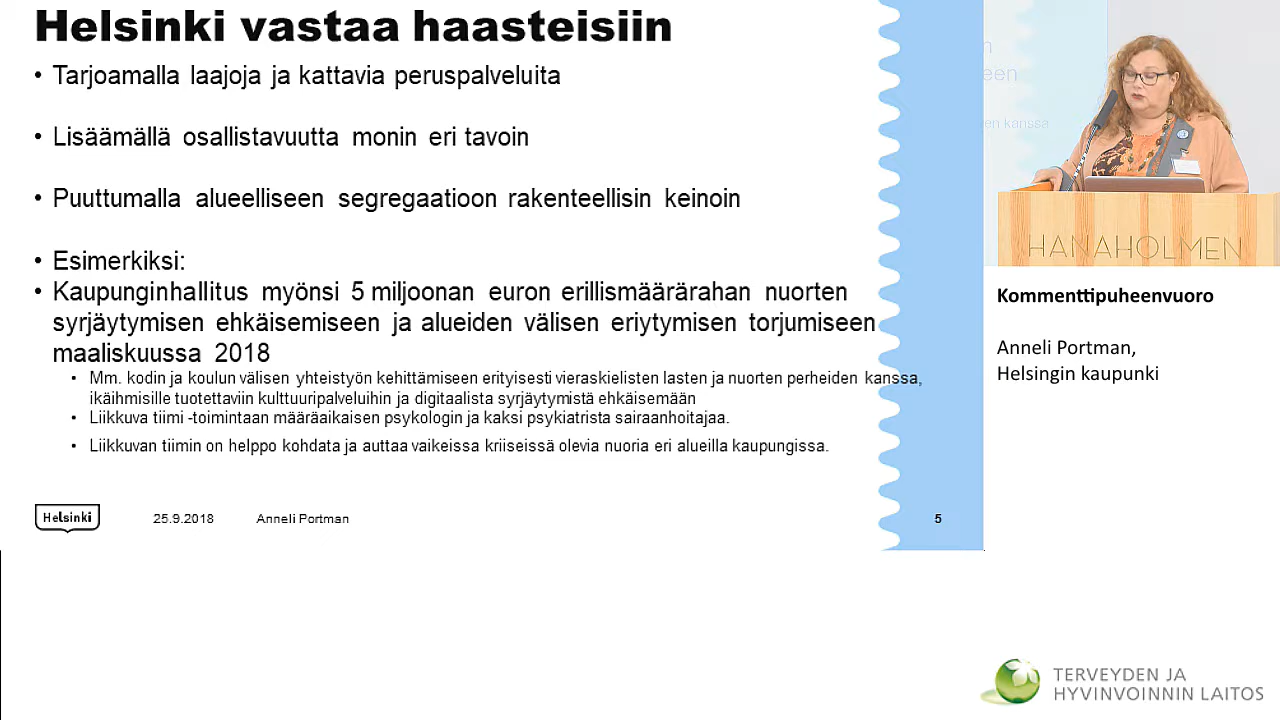 Helsinki vastaa haasteisiin
• Tarjoamalla laajoja ja kattavia peruspalveluita
• Lisäämällä osallistavuutta monin eri tavoin
• Puuttumalla alueelliseen segregaatioon rakenteellisin keinoin
• Esimerkiksi:
• Kaupunginhallitus myönsi 5 miljoonan euron erillismäärärahan nuorten
syrjäytymisen ehkäisemiseen ja alueiden välisen eriytymisen torjumiseen
maaliskuussa 2018
• Mm. kodin ja koulun välisen yhteistyön kehittämiseen erityisesti vieraskielisten lasten ja nuorten perheiden kanssa,
ikäihmisille tuotettaviin kulttuuripalveluihin ja digitaalista syrjäytymistä ehkäisemään
• Liikkuva tiimi -toimintaan määräaikaisen psykologin ja kaksi psykiatrista sairaanhoitajaa.
• Liikkuvan tiimin on helppo kohdata ja auttaa vaikeissa kriiseissä olevia nuoria eri alueilla kaupungissa.
Helsinki
25.9.2018
Anneli Portman
5
en kanssa
HANAHOLMEN
Kommenttipuheenvuoro
Anneli Portman,
Helsingin kaupunki
TERVEYDEN JA
HYVINVOINNIN LAITOS